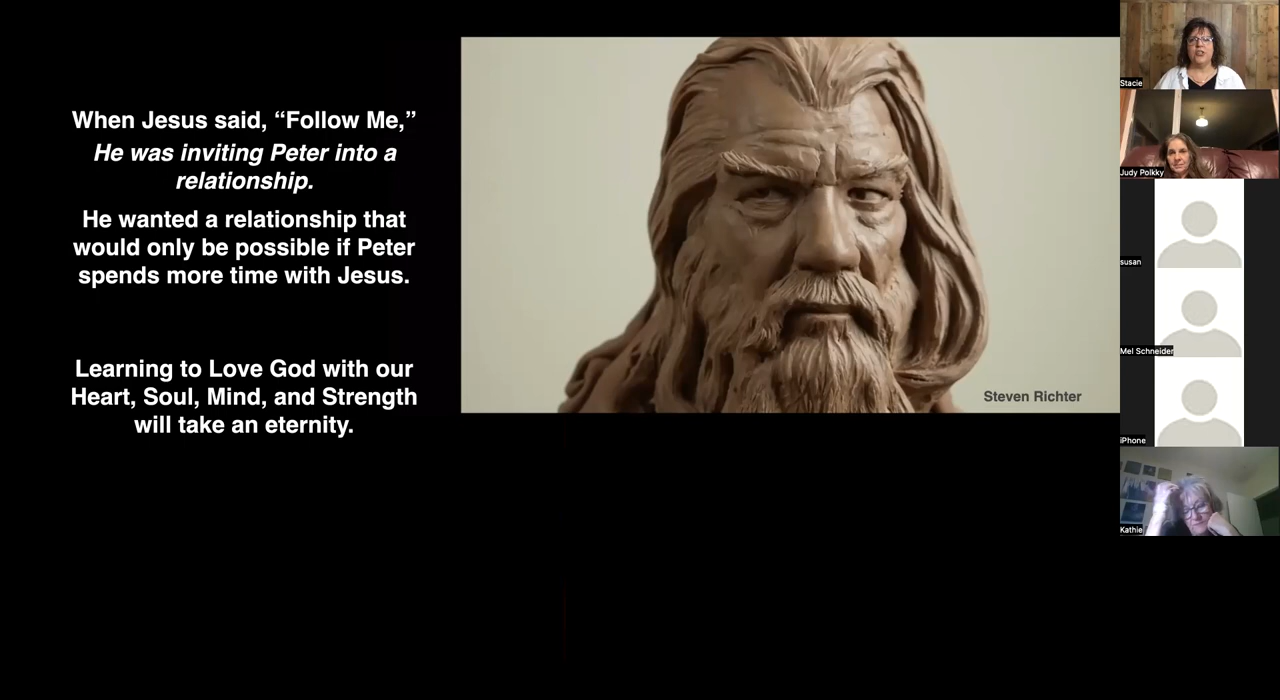 When Jesus said, “Follow Me,”
He was inviting Peter into a
relationship.
He wanted a relationship that
would only be possible if Peter
spends more time with Jesus.
Learning to Love God with our
Heart, Soul, Mind, and Strength
will take an eternity.
Steven Richter
Stacie
Judy Polkky
susan
Mel Schneider
iPhone
Kathie